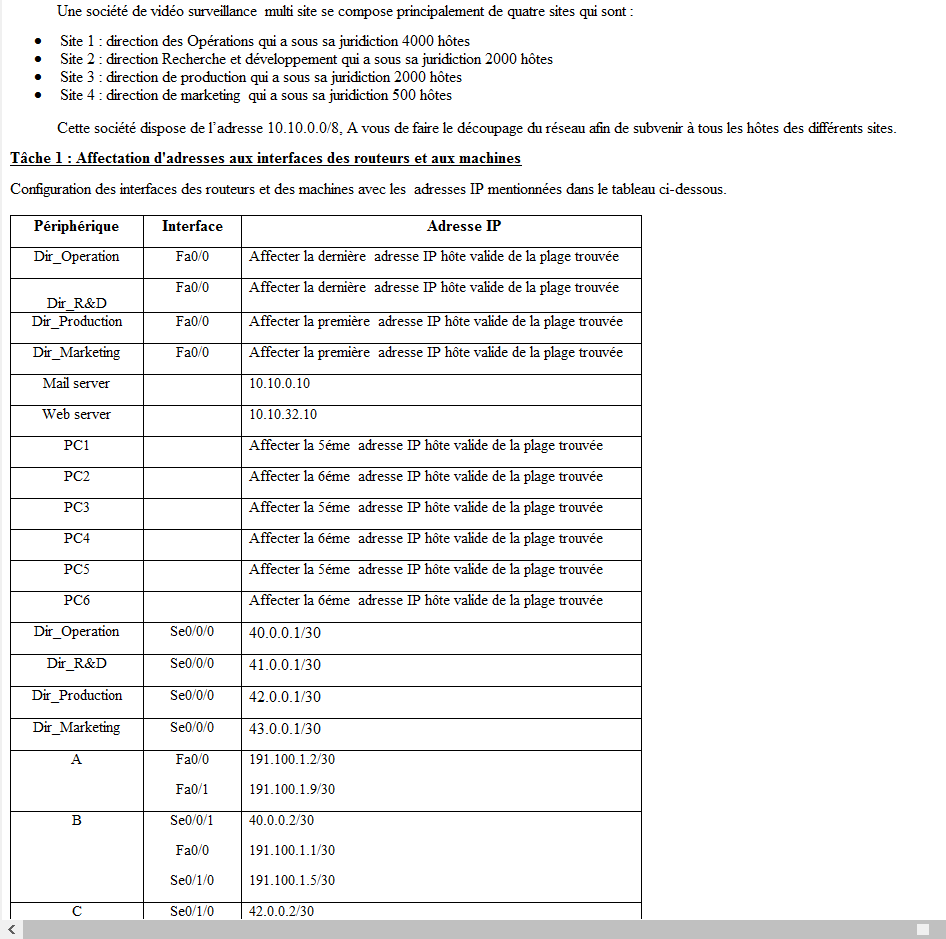 Une société de vidéo surveillance  multi site se compose principalement de quatre sites qui sont :
• Site 1 : direction des Opérations qui a sous sa juridiction 4000 hôtes
• Site 2 : direction Recherche et développement qui a sous sa juridiction 2000 hôtes
• Site 3 : direction de production qui a sous sa juridiction 2000 hôtes
• Site 4 : direction de marketing  qui a sous sa juridiction 500 hôtes
Cette société dispose de l’adresse 10.10.0.0/8, A vous de faire le découpage du réseau afin de subvenir à tous les hôtes des différents sites.
Tâche 1 : Affectation d'adresses aux interfaces des routeurs et aux machines
Configuration des interfaces des routeurs et des machines avec les  adresses IP mentionnées dans le tableau ci-dessous.
Périphérique Interface Adresse IP
Dir_Operation Fa0/0 Affecter la dernière  adresse IP hôte valide de la plage trouvée
Dir_R&D Fa0/0 Affecter la dernière  adresse IP hôte valide de la plage trouvée
Dir_Production Fa0/0 Affecter la première  adresse IP hôte valide de la plage trouvée
Dir_Marketing Fa0/0 Affecter la première  adresse IP hôte valide de la plage trouvée
Mail server 10.10.0.10
Web server 10.10.32.10
PC1 Affecter la 5éme  adresse IP hôte valide de la plage trouvée
PC2 Affecter la 6éme  adresse IP hôte valide de la plage trouvée
PC3 Affecter la 5éme  adresse IP hôte valide de la plage trouvée
PC4 Affecter la 6éme  adresse IP hôte valide de la plage trouvée
PC5 Affecter la 5éme  adresse IP hôte valide de la plage trouvée
PC6 Affecter la 6éme  adresse IP hôte valide de la plage trouvée
Dir_Operation Se0/0/0 40.0.0.1/30
Dir_R&D Se0/0/0 41.0.0.1/30
Dir_Production Se0/0/0 42.0.0.1/30
Dir_Marketing Se0/0/0 43.0.0.1/30
A Fa0/0 191.100.1.2/30
Fa0/1 191.100.1.9/30
B Se0/0/1 40.0.0.2/30
Fa0/0 191.100.1.1/30
Se0/1/0 191.100.1.5/30
C Se0/1/0 42.0.0.2/30